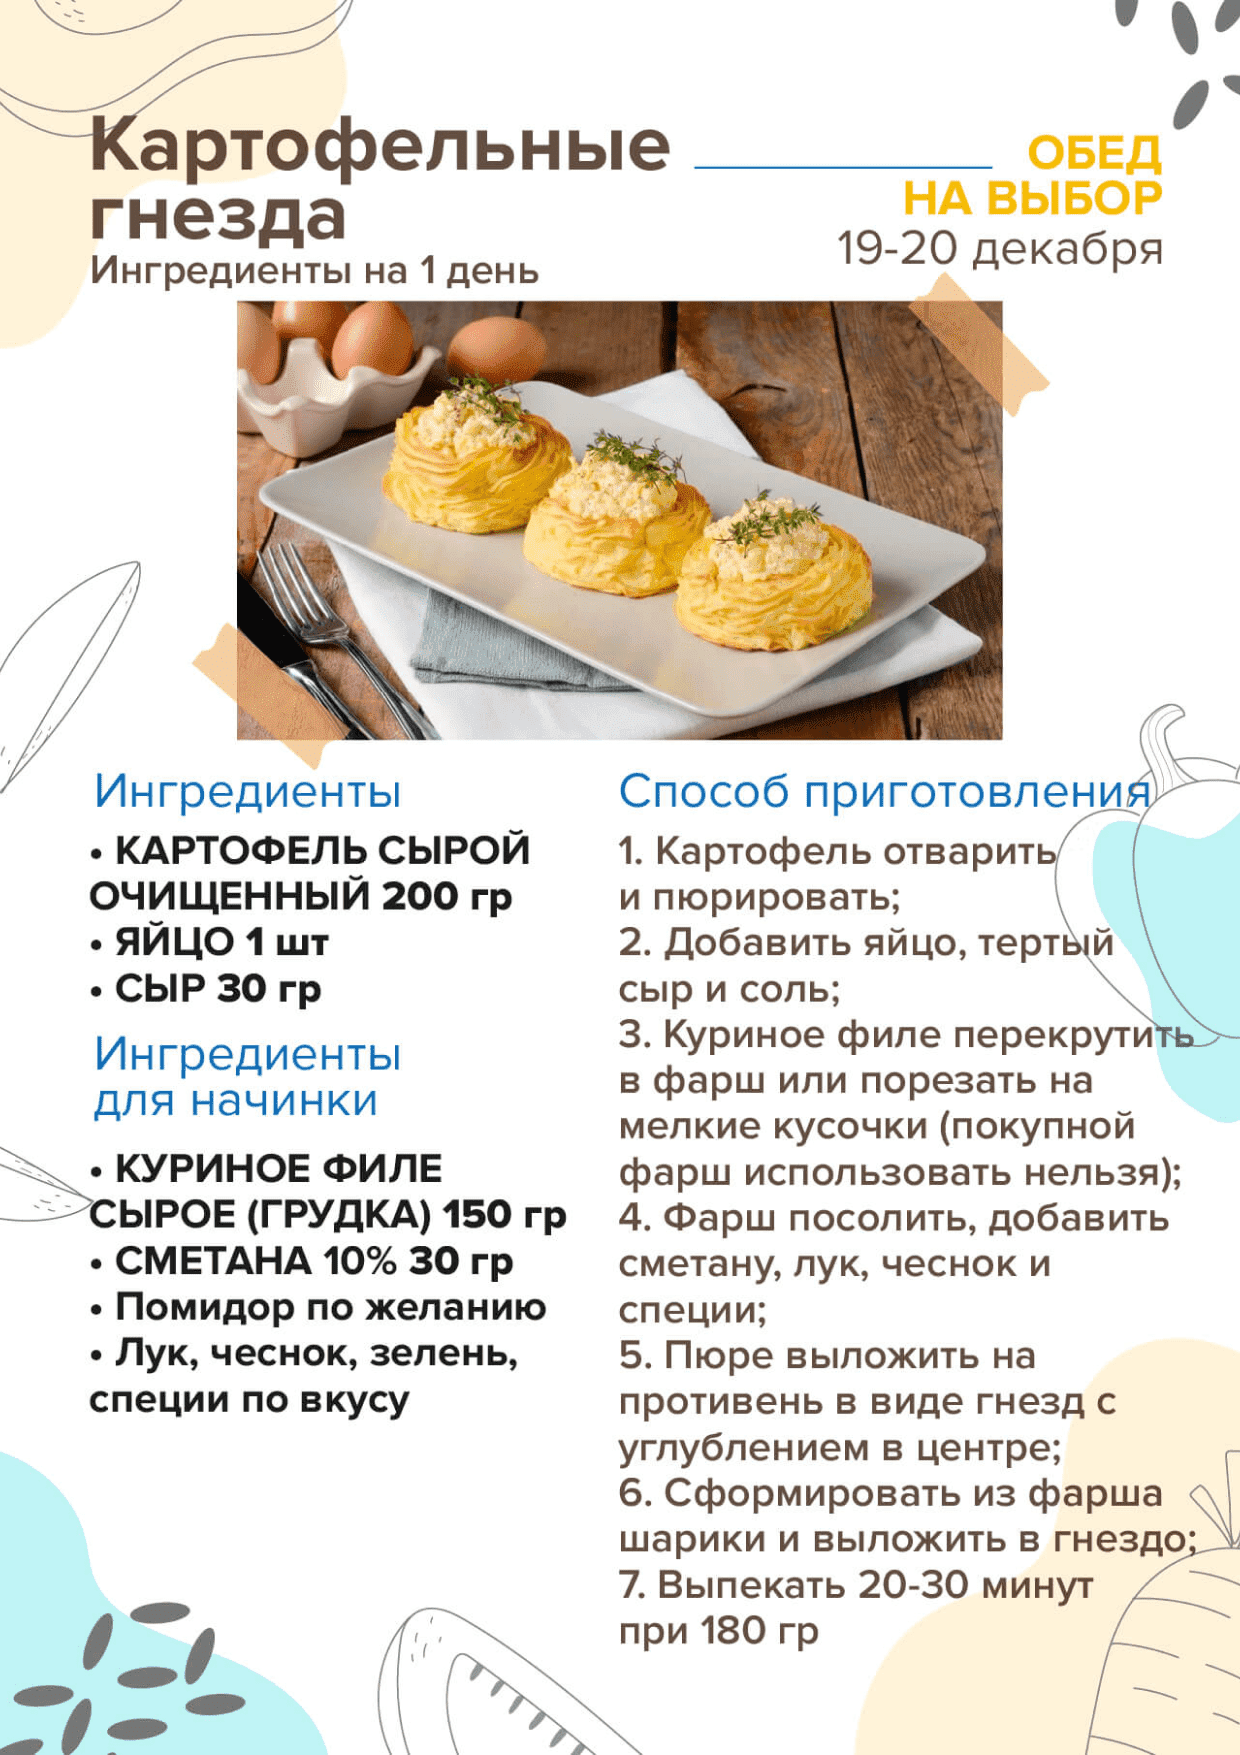 Картофельные
гнезда
Ингредиенты на 1 день
ОБЕД
НА ВЫБОР
19-20 декабря
Ингредиенты
• КАРТОФЕЛЬ СЫРОЙ
ОЧИЩЕННЫЙ 200 гр
• ЯЙЦО 1 шт
• СЫР 30 гр
Ингредиенты
для начинки
• КУРИНОЕ ФИЛЕ
СЫРОЕ (ГРУДКА) 150 гр
• СМЕТАНА 10% 30 гр
• Помидор по желанию
• Лук, чеснок, зелень,
специи по вкусу
Способ приготовления
1. Картофель отварить
и пюрировать;
2. Добавить яйцо, тертый
сыр и соль;
3. Куриное филе перекрутить
в фарш или порезать на
мелкие кусочки (покупной
фарш использовать нельзя);
4. Фарш посолить, добавить
сметану, лук, чеснок и
специи;
5. Пюре выложить на
противень в виде гнезд с
углублением в центре;
6. Сформировать из фарша
шарики и выложить в гнездо;
7. Выпекать 20-30 минут
при 180 гр